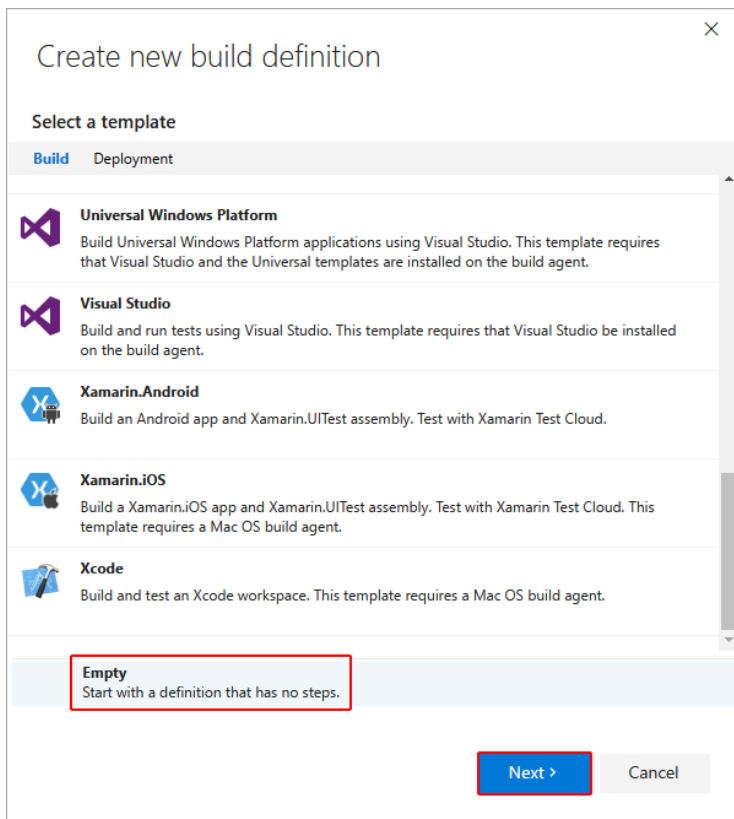 Create new build definition
Select a template
Build Deployment
Universal Windows Platform
Build Universal Windows Platform applications using Visual Studio. This template requires
that Visual Studio and the Universal templates are installed on the build agent.
Visual Studio
Build and run tests using Visual Studio. This template requires that Visual Studio be installed
on the build agent.
Xamarin.Android
Build an Android app and Xamarin.UITest assembly. Test with Xamarin Test Cloud.
Xamarin.iOS
Build a Xamarin.iOS app and Xamarin.UITest assembly. Test with Xamarin Test Cloud. This
template requires a Mac OS build agent.
Xcode
Build and test an Xcode workspace. This template requires a Mac OS build agent.
Empty
Start with a definition that has no steps.
Next > Cancel